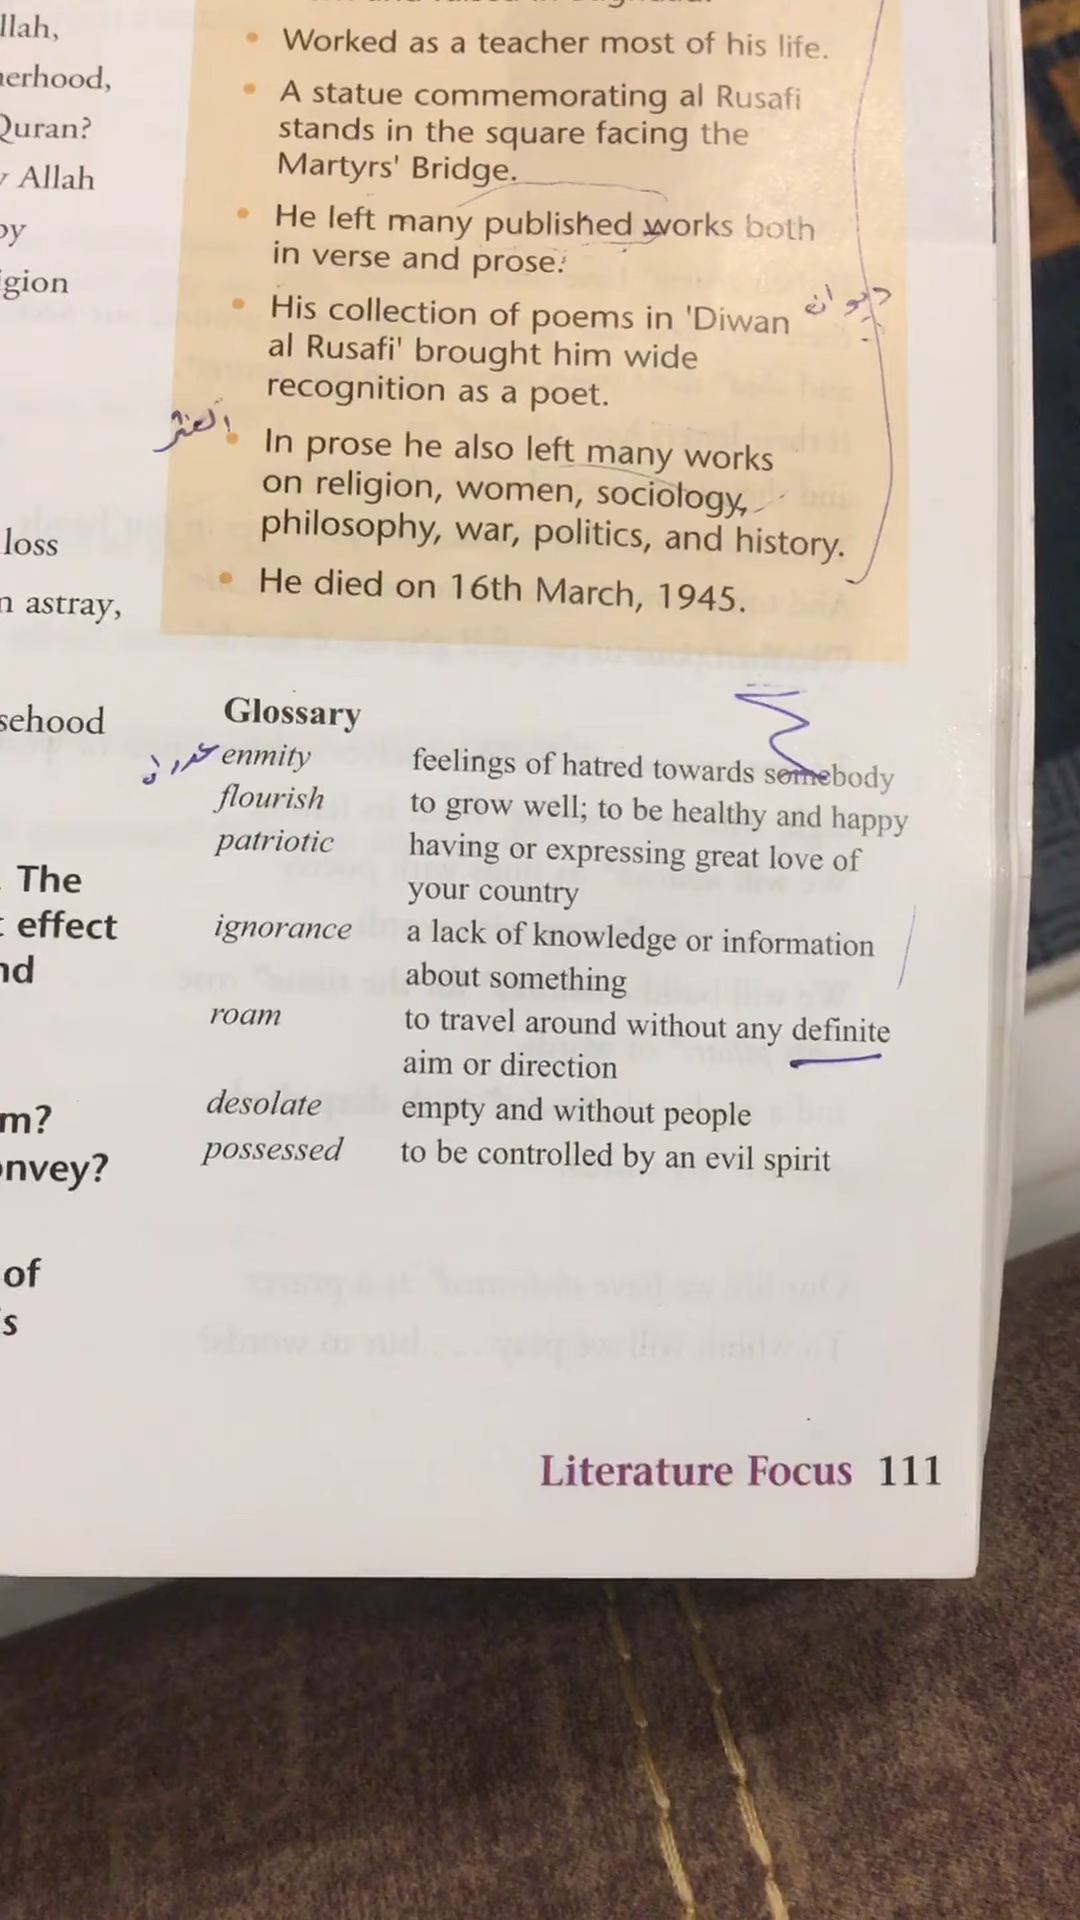 llah,
erhood,
Quran?
Allah
by
gion
loss
astray,
sehood
. The
effect
nd
m?
onvey?
of
s
• Worked as a teacher most of his life.
• A statue commemorating al Rusafi
stands in the square facing the
Martyrs' Bridge.
• He left many published works both
in verse and prose.
• His collection of poems in 'Diwan
ديوان
al Rusafi' brought him wide
recognition as a poet.
• In prose he also left many works
on religion, women, sociology,
philosophy, war, politics, and history.
• He died on 16th March, 1945.
Glossary
enmity feelings of hatred towards somebody
flourish to grow well; to be healthy and happy
patriotic having or expressing great love of
your country
ignorance a lack of knowledge or information
about something
roam to travel around without any definite
aim or direction
desolate empty and without people
possessed to be controlled by an evil spirit
Literature Focus 111